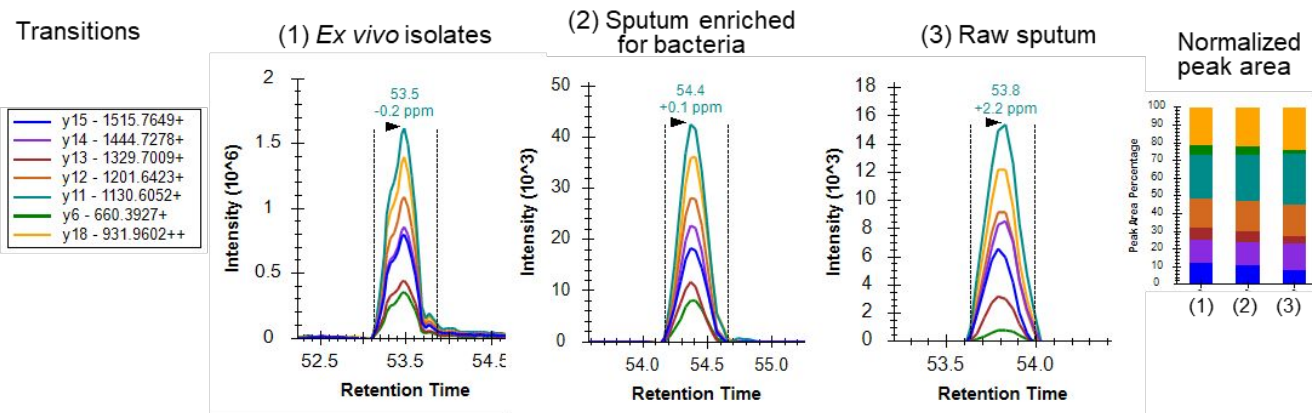 Transitions
y15 - 1515.7649+
y14 - 1444.7278+
y13 - 1329.7009+
y12 - 1201.6423+
y11 - 1130.6052+
y6 - 660.3927+
y18 - 931.9602++
(1) Ex vivo isolates
2
1.5
1
0.5
0
Intensity (10^6)
53.5
-0.2 ppm
52.5
53.5
54.5
Retention Time
(2) Sputum enriched
for bacteria
50
40
30
20
10
0
Intensity (10^3)
54.4
+0.1 ppm
54.0
54.5
55.0
Retention Time
(3) Raw sputum
18
16
14
12
10
8
6
4
2
0
Intensity (10^3)
53.8
+2.2 ppm
53.5
54.0
Retention Time
Normalized
peak area
Peak Area Percentage
100
90
80
70
60
50
40
30
20
10
0
(1)
(2)
(3)